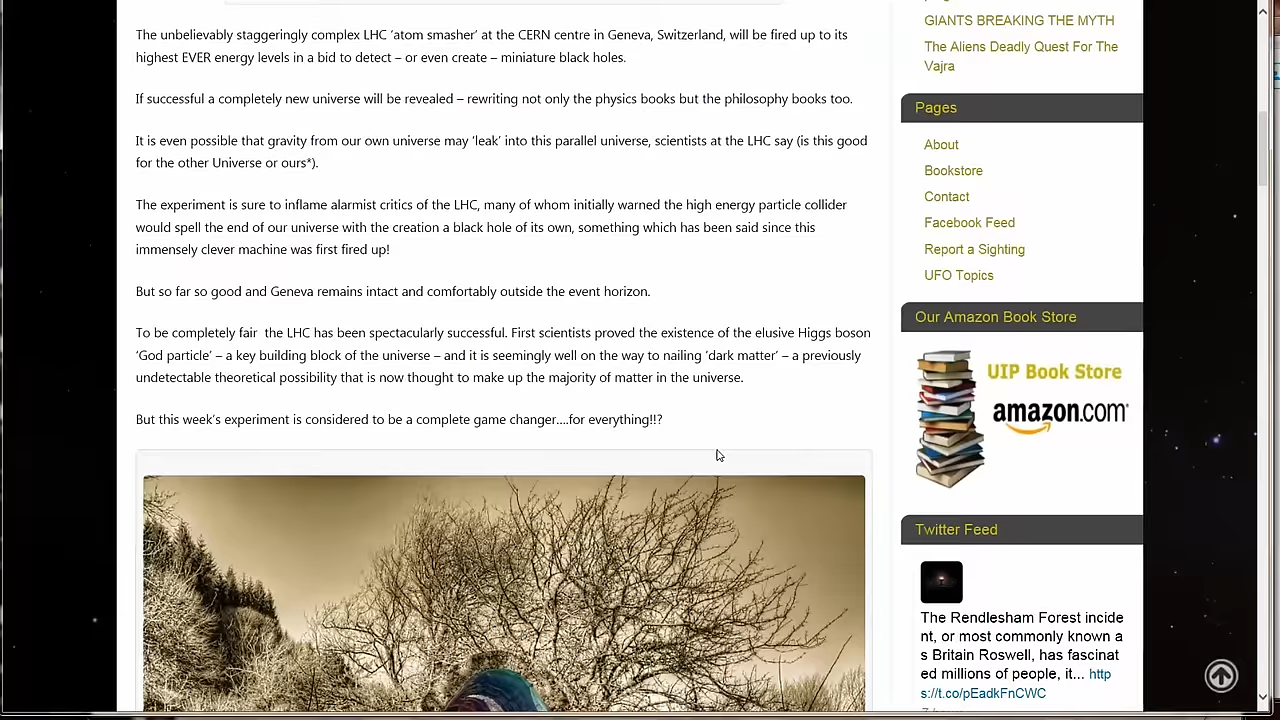 The unbelievably staggeringly complex LHC ‘atom smasher’ at the CERN centre in Geneva, Switzerland, will be fired up to its
highest EVER energy levels in a bid to detect – or even create – miniature black holes.
If successful a completely new universe will be revealed – rewriting not only the physics books but the philosophy books too.
It is even possible that gravity from our own universe may ‘leak’ into this parallel universe, scientists at the LHC say (is this good
for the other Universe or ours*).
The experiment is sure to inflame alarmist critics of the LHC, many of whom initially warned the high energy particle collider
would spell the end of our universe with the creation a black hole of its own, something which has been said since this
immensely clever machine was first fired up!
But so far so good and Geneva remains intact and comfortably outside the event horizon.
To be completely fair  the LHC has been spectacularly successful. First scientists proved the existence of the elusive Higgs boson
‘God particle’ – a key building block of the universe – and it is seemingly well on the way to nailing ‘dark matter’ – a previously
undetectable theoretical possibility that is now thought to make up the majority of matter in the universe.
But this week’s experiment is considered to be a complete game changer….for everything!!?
GIANTS BREAKING THE MYTH
The Aliens Deadly Quest For The
Vajra
Pages
About
Bookstore
Contact
Facebook Feed
Report a Sighting
UFO Topics
Our Amazon Book Store
UIP Book Store
amazon.com
Twitter Feed
The Rendlesham Forest incide
nt, or most commonly known a
s Britain Roswell, has fascinat
ed millions of people, it... http
s://t.co/pEadkFnCWC